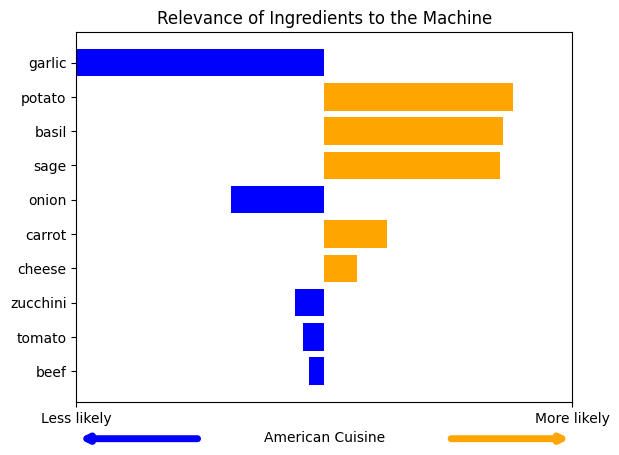 Relevance of Ingredients to the Machine
garlic
potato
basil
sage
onion
carrot
cheese
zucchini
tomato
beef
Less likely
More likely
American Cuisine